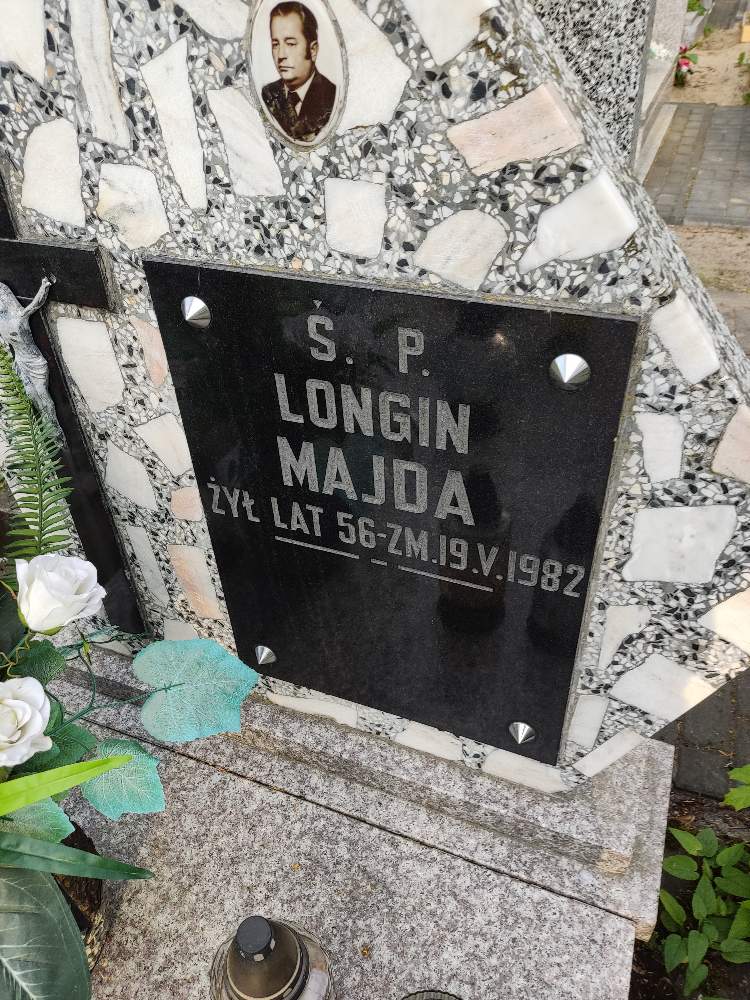 Ś. P.
LONGIN
MAJDA
ŻYŁ LAT 56-ZM.19.V.1982